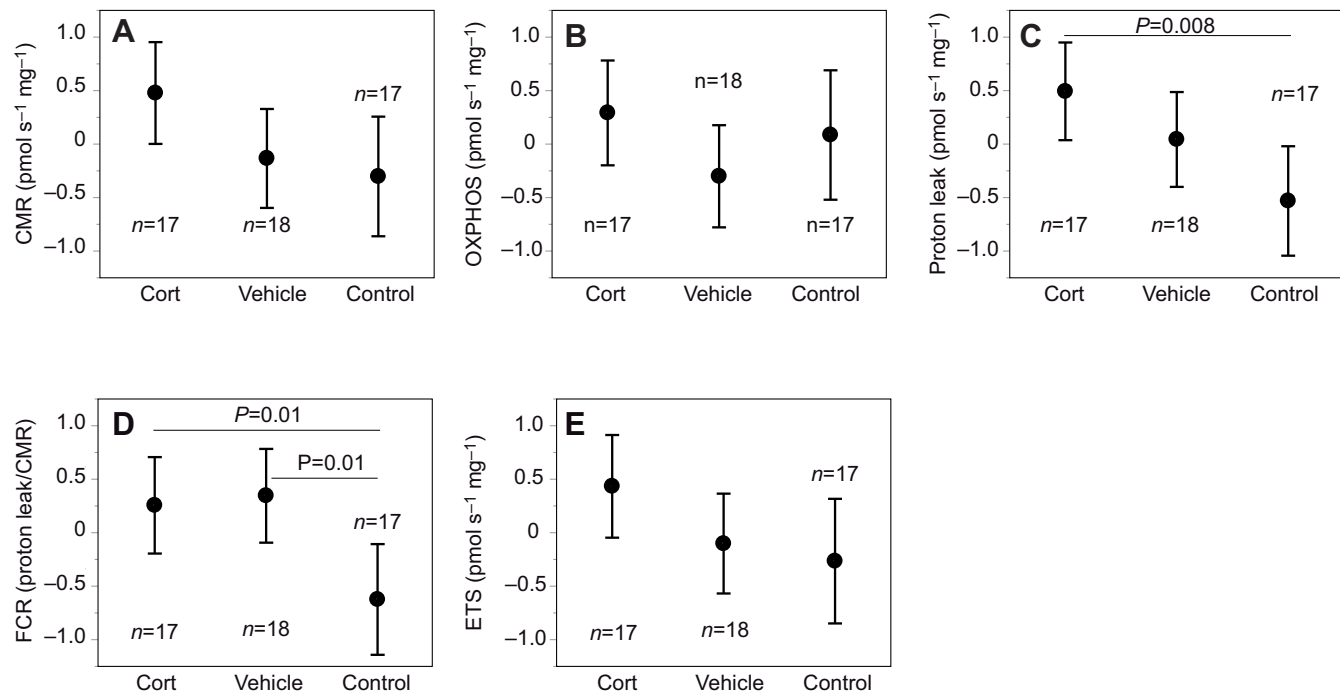 A
CMR (pmol s–1 mg–1)
1.0
0.5
0
–0.5
–1.0
n=17
n=18
n=17
Cort
Vehicle
Control
B
OXPHOS (pmol s–1 mg–1)
1.0
0.5
0
–0.5
–1.0
n=17
n=18
n=17
Cort
Vehicle
Control
C
Proton leak (pmol s–1 mg–1)
1.0
0.5
0
–0.5
–1.0
P=0.008
n=17
n=18
n=17
Cort
Vehicle
Control
D
FCR (proton leak/CMR)
1.0
0.5
0
–0.5
–1.0
P=0.01
P=0.01
n=17
n=18
n=17
Cort
Vehicle
Control
E
ETS (pmol s–1 mg–1)
1.0
0.5
0
–0.5
–1.0
n=17
n=18
n=17
Cort
Vehicle
Control